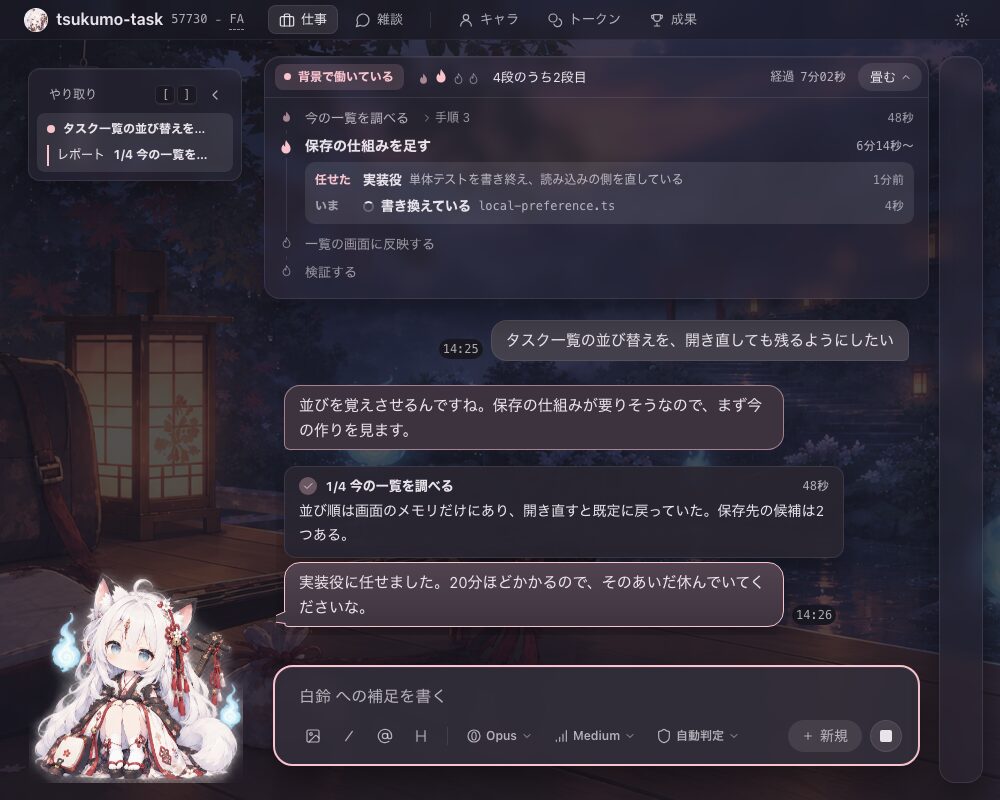 tsukumo-task 57730 - FA 仕事 雑談 キャラ トークン 成果
やり取り [ ]
タスク一覧の並び替えを...
レポート 1/4 今の一覧を...
背景で働いている 4段のうち2段目 経過 7分02秒 畳む
今の一覧を調べる 手順 3 48秒
保存の仕組みを足す 6分14秒〜
任せた 実装役 単体テストを書き終え、読み込みの側を直している 1分前
いま 書き換えている local-preference.ts 4秒
一覧の画面に反映する
検証する
14:25 タスク一覧の並び替えを、開き直しても残るようにしたい
並びを覚えさせるんですね。保存の仕組みが要りそうなので、まず今
の作りを見ます。
1/4 今の一覧を調べる 48秒
並び順は画面のメモリだけにあり、開き直すと既定に戻っていた。保存先の候補は2
つある。
実装役に任せました。20分ほどかかるので、そのあいだ休んでいてく
ださいな。
14:26
白鈴 への補足を書く
/ @ H Opus Medium 自動判定 + 新規